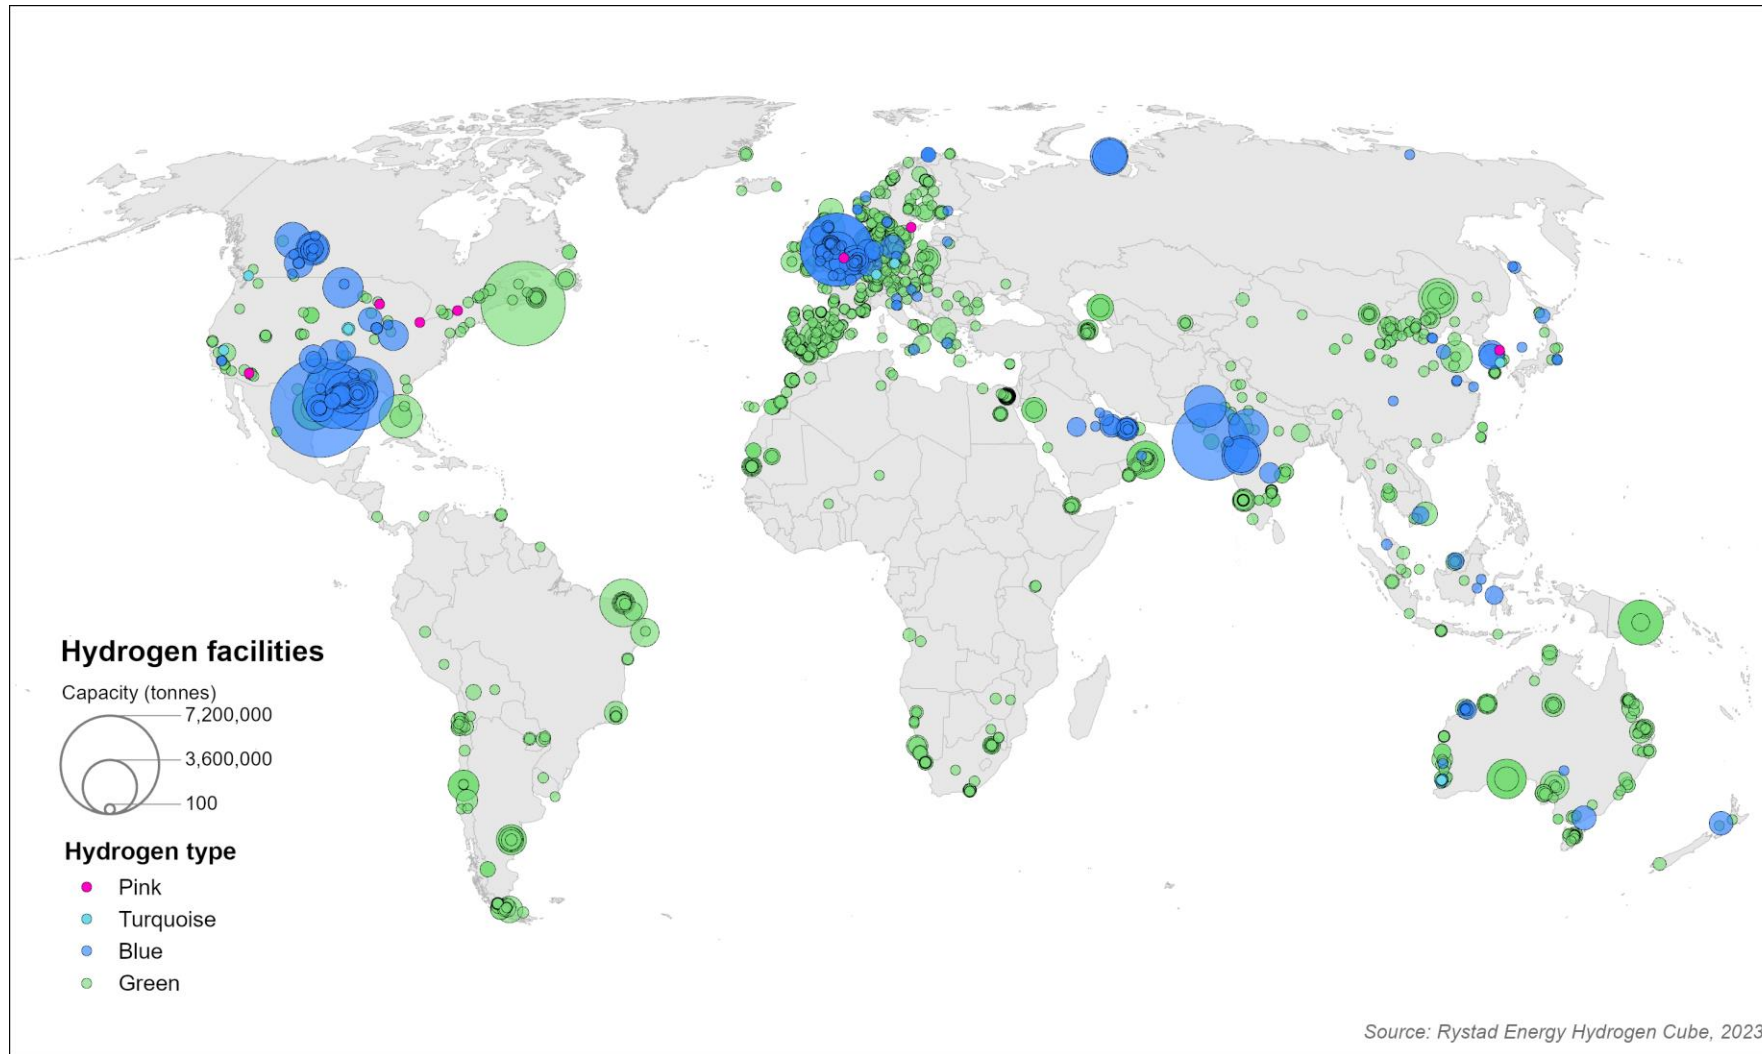 Hydrogen facilities
Capacity (tonnes)
7,200,000
3,600,000
100
Hydrogen type
Pink
Turquoise
Blue
Green
Source: Rystad Energy Hydrogen Cube, 2023